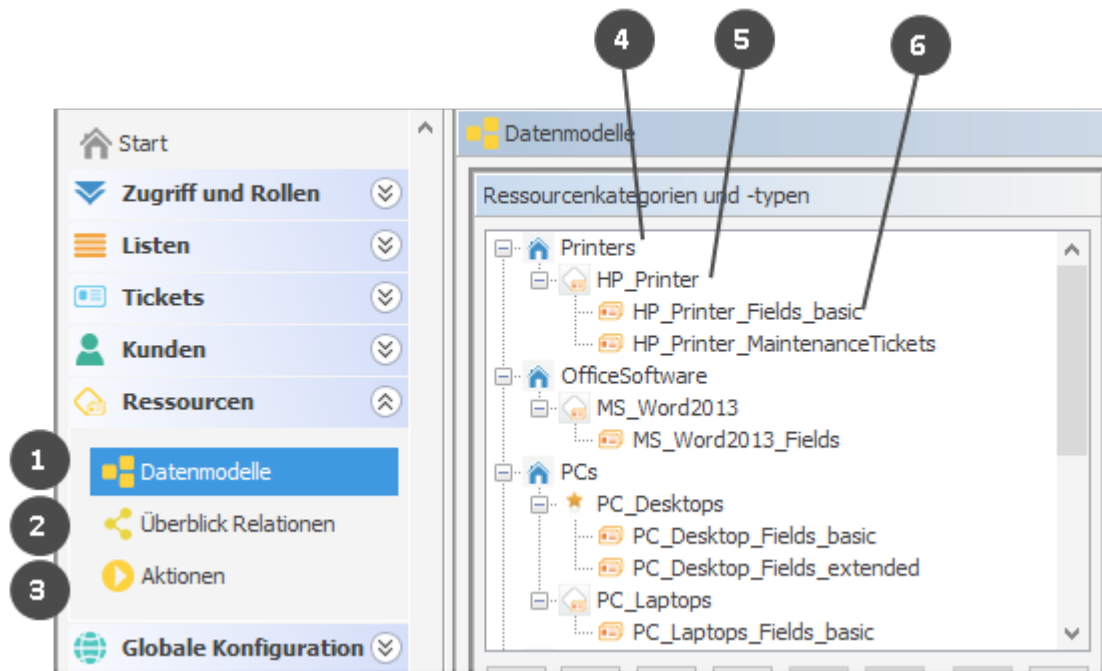 4 5 6
Start
Zugriff und Rollen
Listen
Tickets
Kunden
Ressourcen
1 Datenmodelle
2 Überblick Relationen
3 Aktionen
Globale Konfiguration
Datenmodelle
Ressourcenkategorien und -typen
Printers
HP_Printer
HP_Printer_Fields_basic
HP_Printer_MaintenanceTickets
OfficeSoftware
MS_Word2013
MS_Word2013_Fields
PCs
PC_Desktops
PC_Desktop_Fields_basic
PC_Desktop_Fields_extended
PC_Laptops
PC_Laptops_Fields_basic